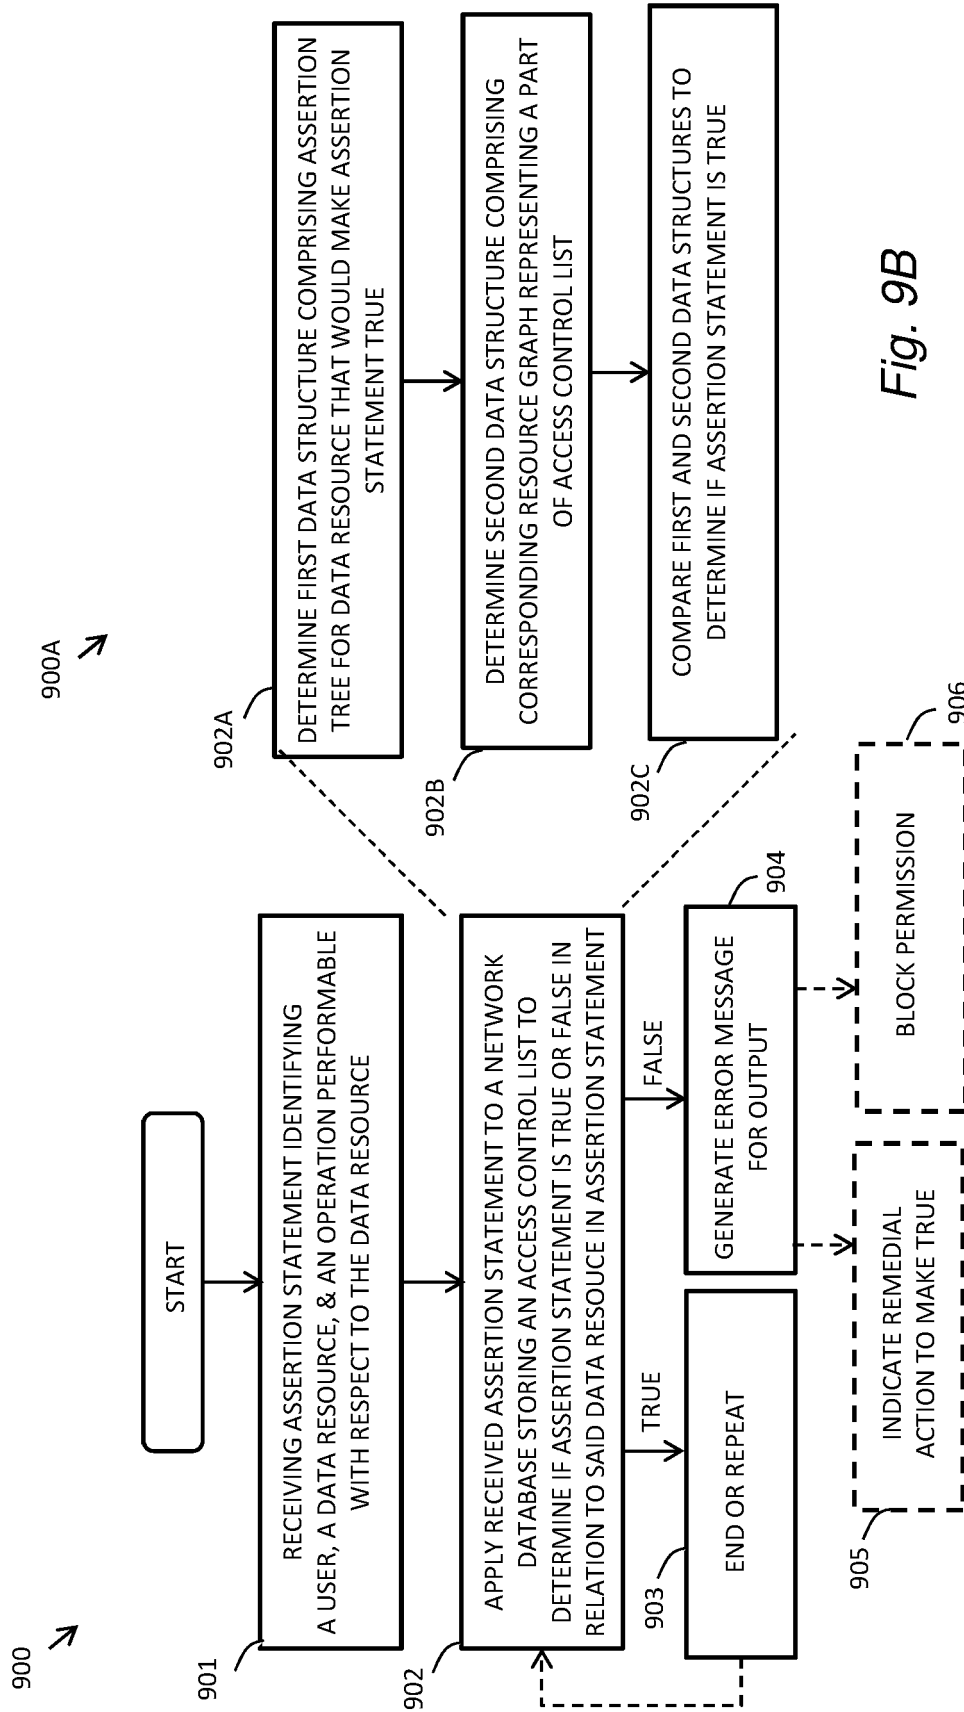 900
START
901
RECEIVING ASSERTION STATEMENT IDENTIFYING
A USER, A DATA RESOURCE, & AN OPERATION PERFORMABLE
WITH RESPECT TO THE DATA RESOURCE
902
APPLY RECEIVED ASSERTION STATEMENT TO A NETWORK
DATABASE STORING AN ACCESS CONTROL LIST TO
DETERMINE IF ASSERTION STATEMENT IS TRUE OR FALSE IN
RELATION TO SAID DATA RESOUCE IN ASSERTION STATEMENT
TRUE
FALSE
903
END OR REPEAT
904
GENERATE ERROR MESSAGE
FOR OUTPUT
905
INDICATE REMEDIAL
ACTION TO MAKE TRUE
906
BLOCK PERMISSION
900A
902A
DETERMINE FIRST DATA STRUCTURE COMPRISING ASSERTION
TREE FOR DATA RESOURCE THAT WOULD MAKE ASSERTION
STATEMENT TRUE
902B
DETERMINE SECOND DATA STRUCTURE COMPRISING
CORRESPONDING RESOURCE GRAPH REPRESENTING A PART
OF ACCESS CONTROL LIST
902C
COMPARE FIRST AND SECOND DATA STRUCTURES TO
DETERMINE IF ASSERTION STATEMENT IS TRUE
Fig. 9B